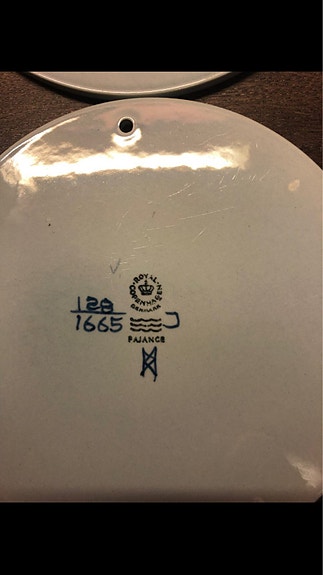 ROYAL COPENHAGEN
DENMARK
128
1665
FAJANCE